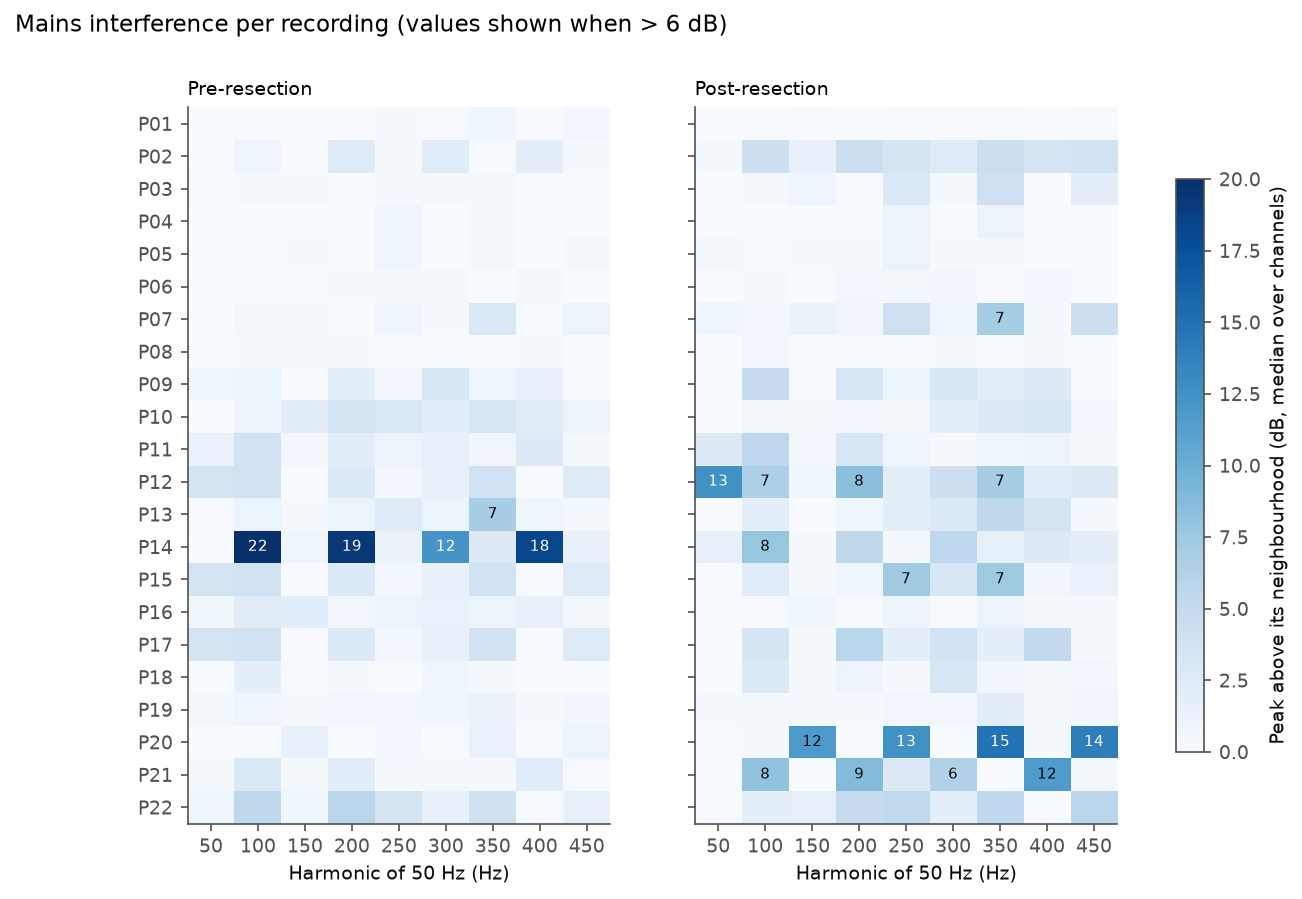 Mains interference per recording (values shown when > 6 dB)
Pre-resection
Post-resection
P01
P02
P03
P04
P05
P06
P07
7
P08
P09
P10
P11
P12
13 7 8 7
P13
7
P14
22 19 12 18
8
P15
7 7
P16
P17
P18
P19
P20
12 13 15 14
P21
8 9 6 12
P22
50 100 150 200 250 300 350 400 450
50 100 150 200 250 300 350 400 450
Harmonic of 50 Hz (Hz)
Harmonic of 50 Hz (Hz)
20.0
17.5
15.0
12.5
10.0
7.5
5.0
2.5
0.0
Peak above its neighbourhood (dB, median over channels)